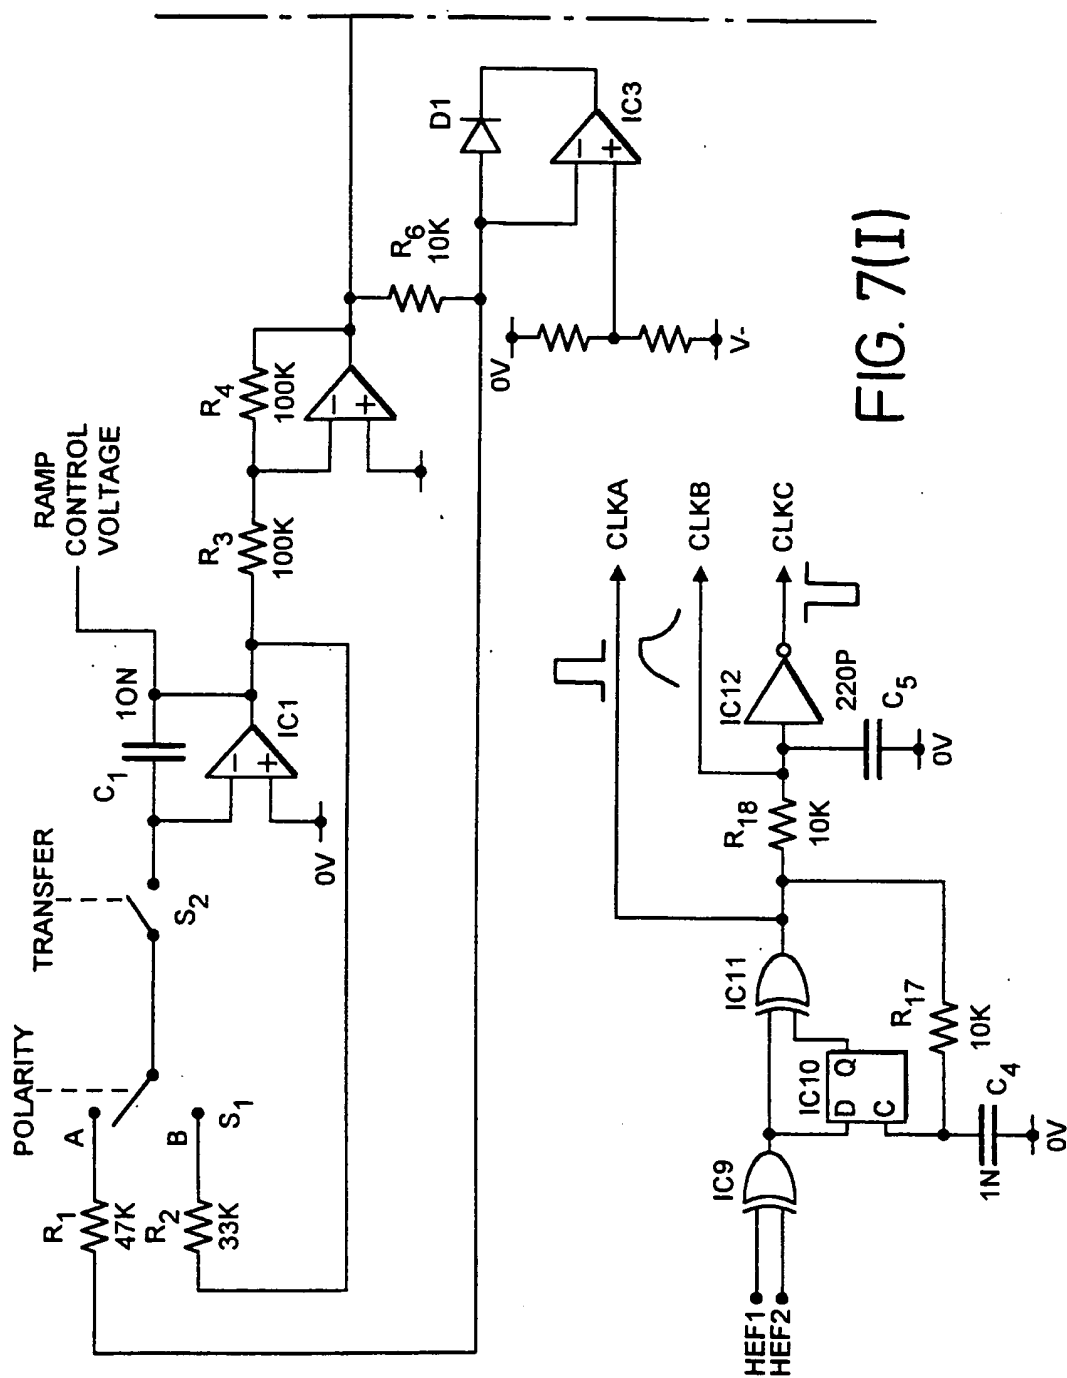 POLARITY
TRANSFER
RAMP
CONTROL
VOLTAGE
A
R1
47K
B
S1
R2
33K
S2
C1
10N
IC1
−
+
0V
R3
100K
R4
100K
−
+
R6
10K
D1
IC3
−
+
0V
V-
HEF1
HEF2
IC9
IC10
D
Q
C
IC11
R17
10K
C4
1N
0V
R18
10K
IC12
220P
C5
0V
CLKA
CLKB
CLKC
FIG. 7(I)